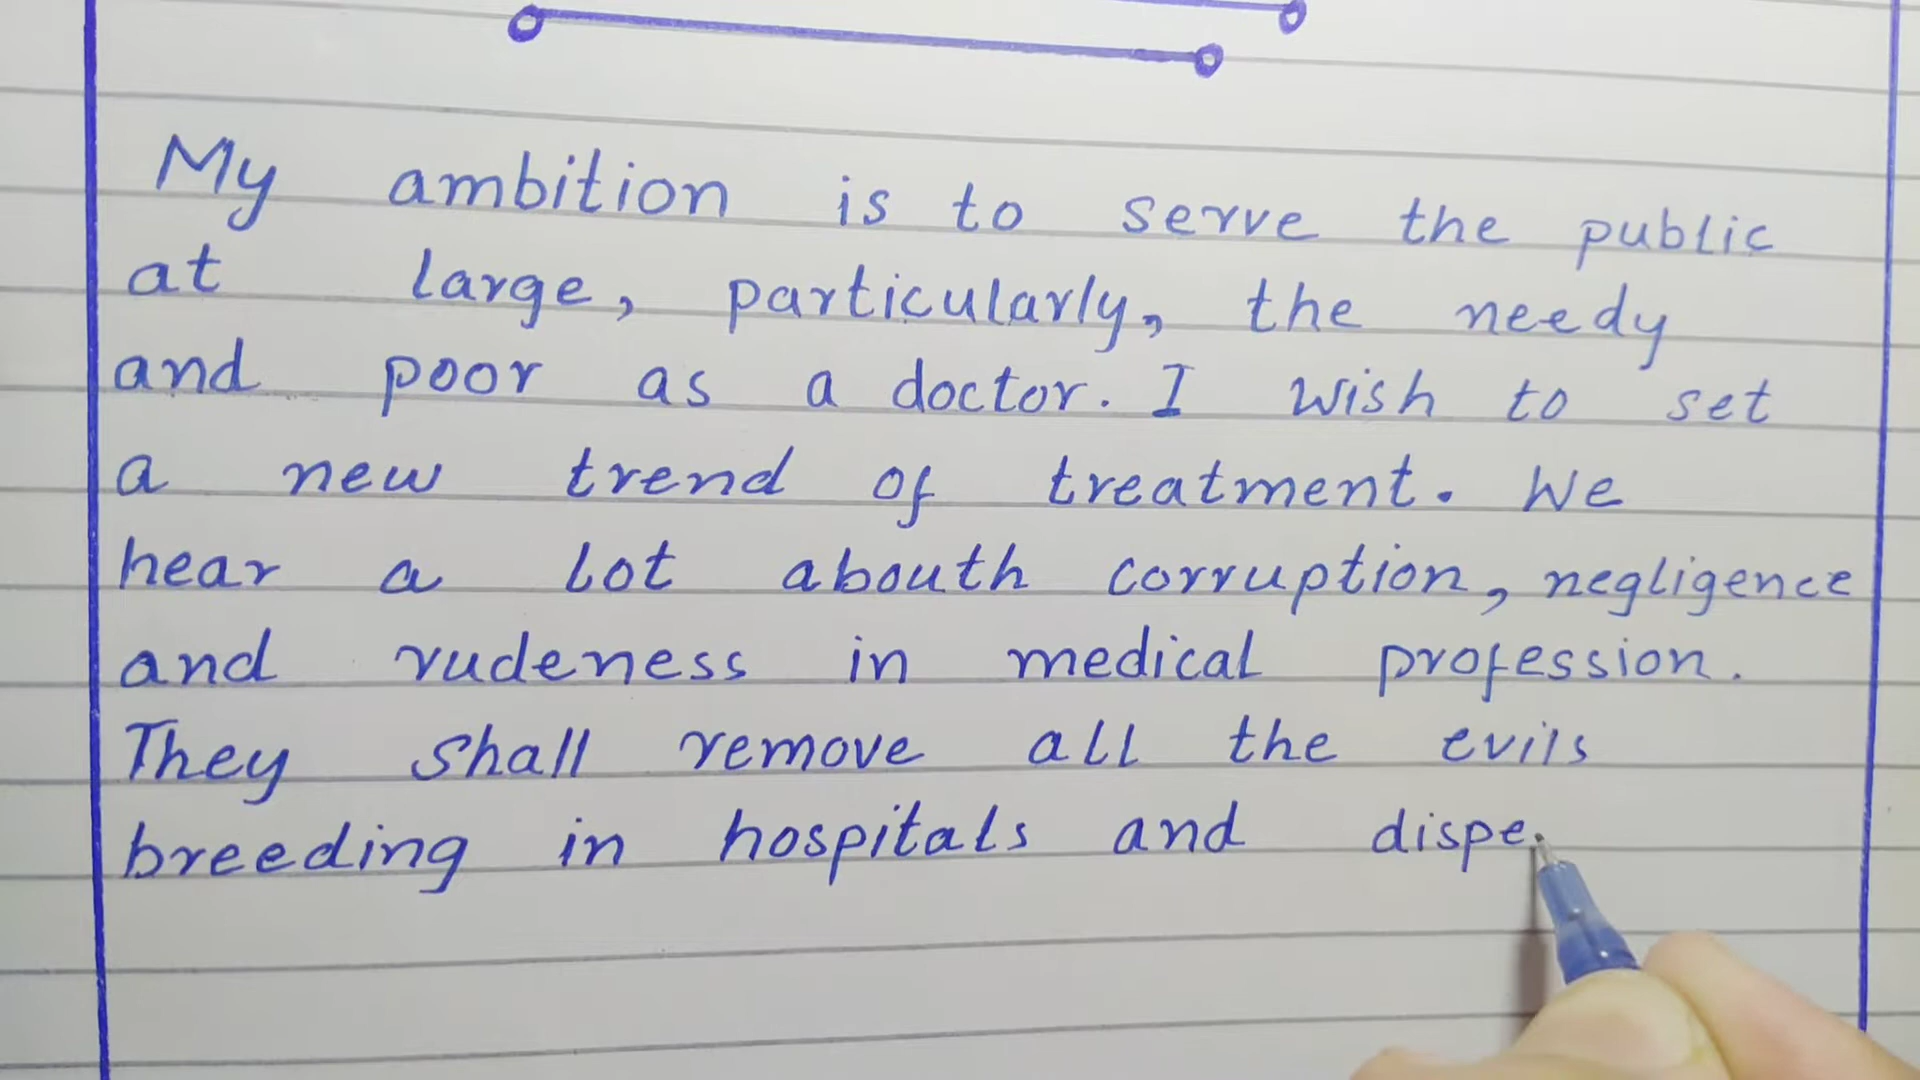 My ambition is to serve the public
at large, particularly, the needy
and poor as a doctor. I wish to set
a new trend of treatment. We
hear a lot abouth corruption, negligence
and rudeness in medical profession.
They shall remove all the evils
breeding in hospitals and dispe